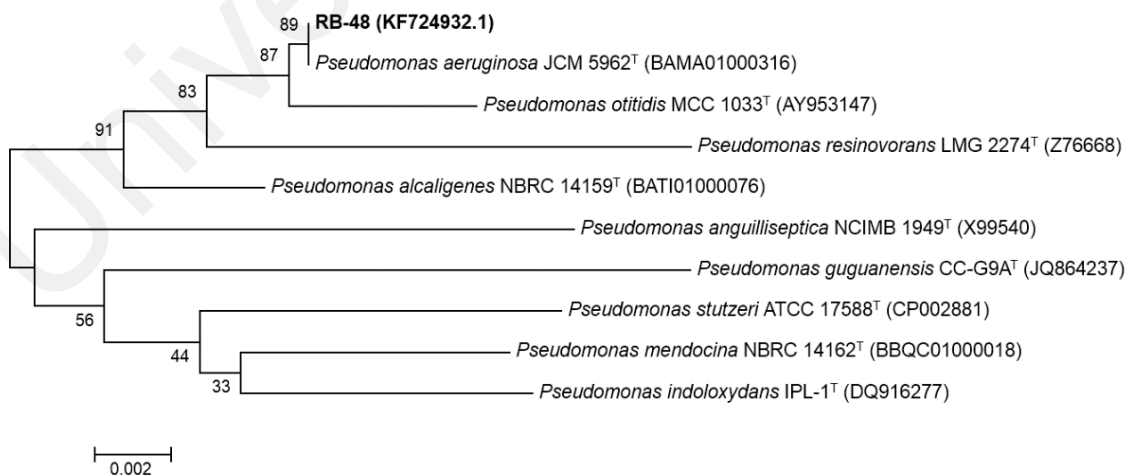 Unive
89 RB-48 (KF724932.1)
87 Pseudomonas aeruginosa JCM 5962ᵀ (BAMA01000316)
83 Pseudomonas otitidis MCC 1033ᵀ (AY953147)
91 Pseudomonas resinovorans LMG 2274ᵀ (Z76668)
Pseudomonas alcaligenes NBRC 14159ᵀ (BATI01000076)
Pseudomonas anguilliseptica NCIMB 1949ᵀ (X99540)
Pseudomonas guguanensis CC-G9Aᵀ (JQ864237)
56 Pseudomonas stutzeri ATCC 17588ᵀ (CP002881)
44 Pseudomonas mendocina NBRC 14162ᵀ (BBQC01000018)
33 Pseudomonas indoloxydans IPL-1ᵀ (DQ916277)
0.002